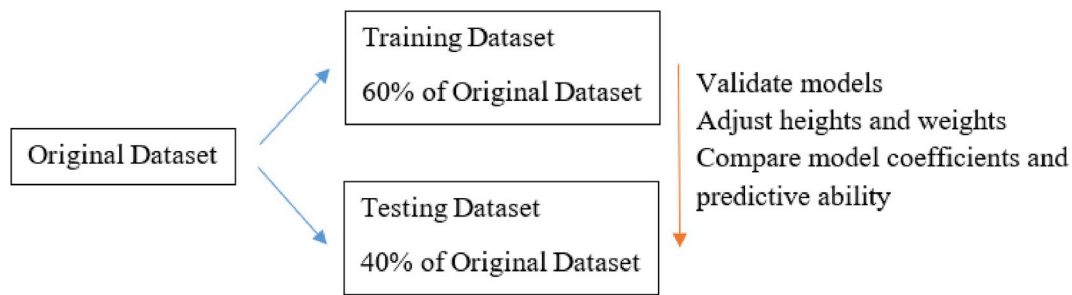 Original Dataset
Training Dataset
60% of Original Dataset
Testing Dataset
40% of Original Dataset
Validate models
Adjust heights and weights
Compare model coefficients and
predictive ability